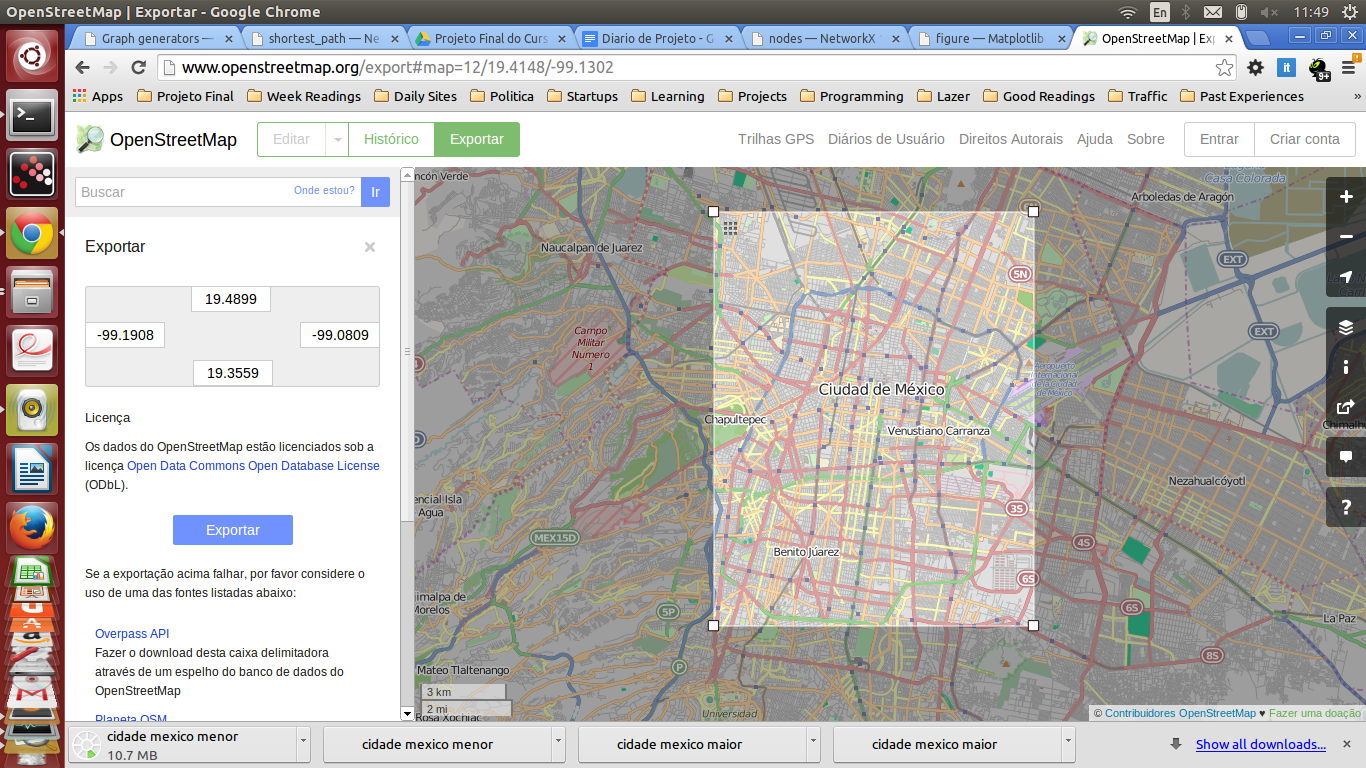 OpenStreetMap | Exportar - Google Chrome
En
11:49
Graph generators —
shortest_path — Ne
Projeto Final do Curs
Diario de Projeto - G
nodes — NetworkX
figure — Matplotlib
OpenStreetMap | Exp
www.openstreetmap.org/export#map=12/19.4148/-99.1302
it
9+
Apps
Projeto Final
Week Readings
Daily Sites
Politica
Startups
Learning
Projects
Programming
Lazer
Good Readings
Traffic
Past Experiences
»
OpenStreetMap
Editar
Histórico
Exportar
Trilhas GPS
Diários de Usuário
Direitos Autorais
Ajuda
Sobre
Entrar
Criar conta
Buscar
Onde estou?
Ir
Exportar
19.4899
-99.1908
-99.0809
19.3559
Licença
Os dados do OpenStreetMap estão licenciados sob a
licença Open Data Commons Open Database License
(ODbL).
Exportar
Se a exportação acima falhar, por favor considere o
uso de uma das fontes listadas abaixo:
Overpass API
Fazer o download desta caixa delimitadora
através de um espelho do banco de dados do
OpenStreetMap
Planeta OSM
ncón Verde
Casa Colorada
Arboledas de Aragón
Naucalpan de Juarez
EXT
5N
Campo
Militar
Numero
1
EXT
Aeropuerto
Internacional
de la Ciudad
de México
Ciudad de México
Chapultepec
Venustiano Carranza
Chimalh
Nezahualcóyotl
encial Isla
Agua
3S
MEX15D
4S
Benito Júarez
6S
imalpa de
Morelos
SP
6S
La Paz
8S
P
Mateo Tlaltenango
3 km
2 mi
Rosa Xochiac
Universidad
© Contribuidores OpenStreetMap ♥ Fazer uma doação
cidade mexico menor
10.7 MB
cidade mexico menor
cidade mexico maior
cidade mexico maior
Show all downloads...